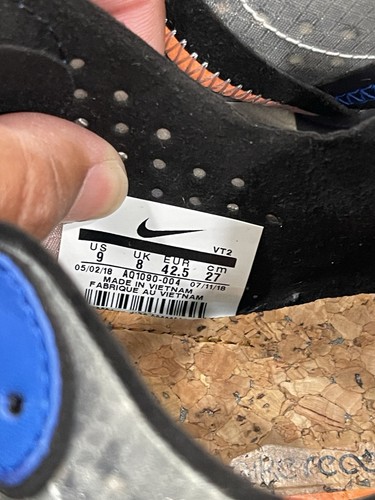 VT2
US UK EUR cm
9 8 42.5 27
05/02/18 AQ1090-004 07/11/18
MADE IN VIETNAM
FABRIQUE AU VIETNAM